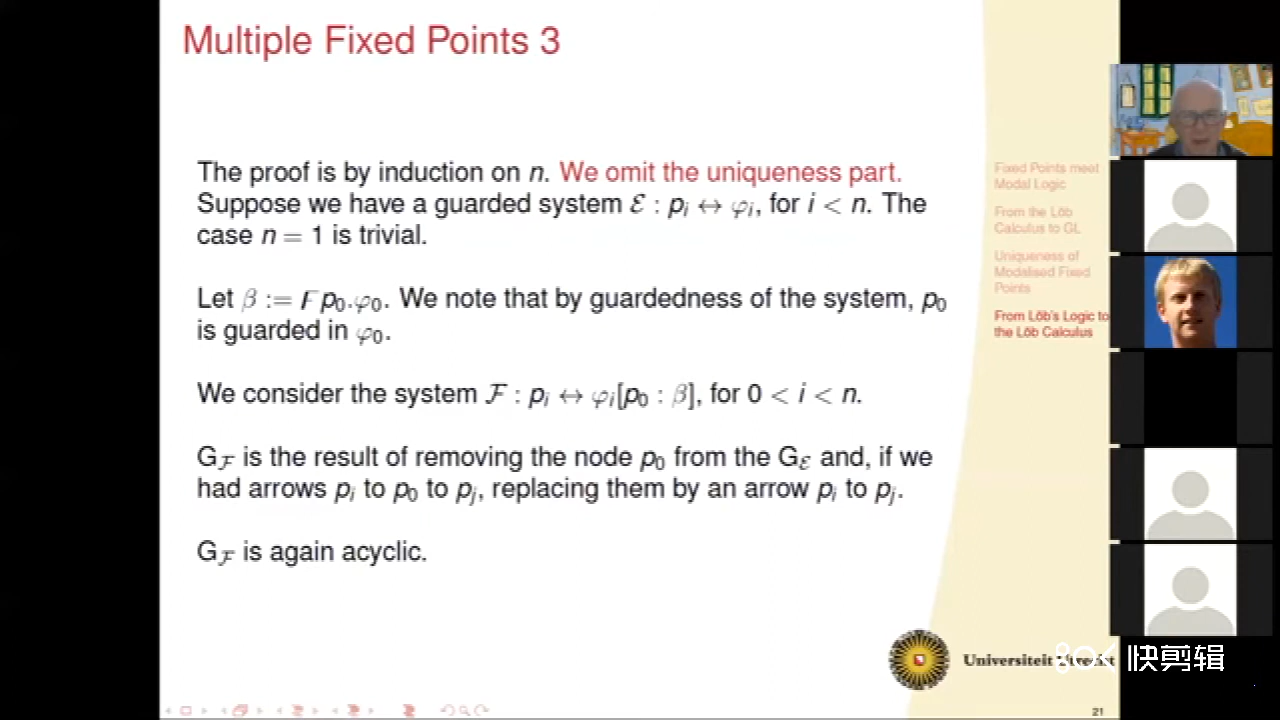 Multiple Fixed Points 3
The proof is by induction on n. We omit the uniqueness part.
Suppose we have a guarded system ℰ : pᵢ ↔ φᵢ, for i < n. The
case n = 1 is trivial.
Let β := Ϝp₀.φ₀. We note that by guardedness of the system, p₀
is guarded in φ₀.
We consider the system ℱ : pᵢ ↔ φᵢ[p₀ : β], for 0 < i < n.
G_ℱ is the result of removing the node p₀ from the G_ℰ and, if we
had arrows pᵢ to p₀ to pⱼ, replacing them by an arrow pᵢ to pⱼ.
G_ℱ is again acyclic.
Fixed Points meet
Modal Logic
From the Löb
Calculus to GL
Uniqueness of
Modalised Fixed
Points
From Löb's Logic to
the Löb Calculus
Universiteit Utrecht
快剪辑
21